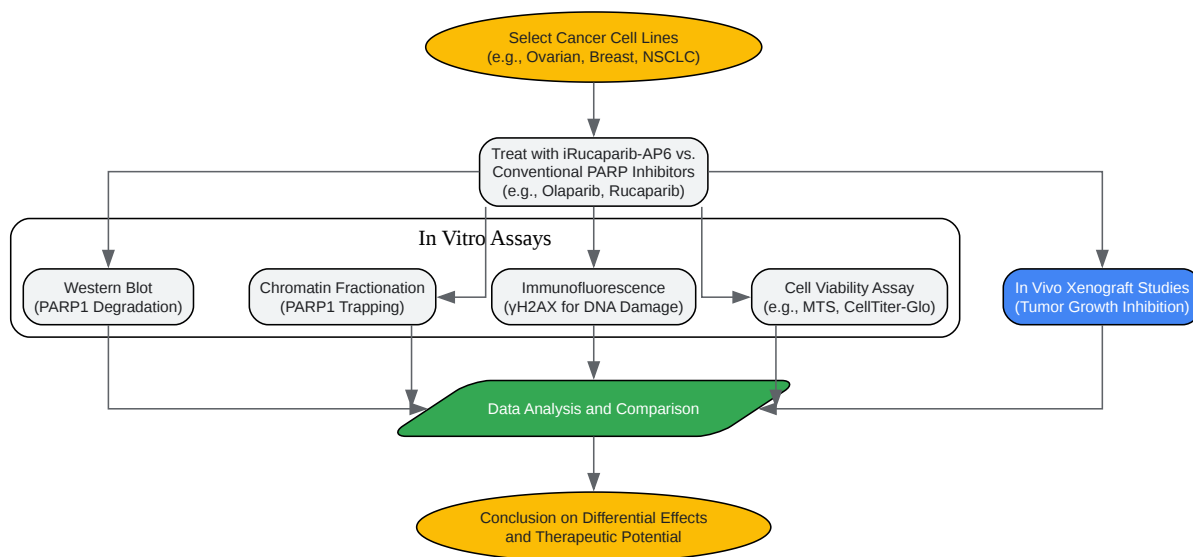 Select Cancer Cell Lines
(e.g., Ovarian, Breast, NSCLC)
Treat with iRucaparib-AP6 vs.
Conventional PARP Inhibitors
(e.g., Olaparib, Rucaparib)
In Vitro Assays
Western Blot
(PARP1 Degradation)
Chromatin Fractionation
(PARP1 Trapping)
Immunofluorescence
(γH2AX for DNA Damage)
Cell Viability Assay
(e.g., MTS, CellTiter-Glo)
In Vivo Xenograft Studies
(Tumor Growth Inhibition)
Data Analysis and Comparison
Conclusion on Differential Effects
and Therapeutic Potential